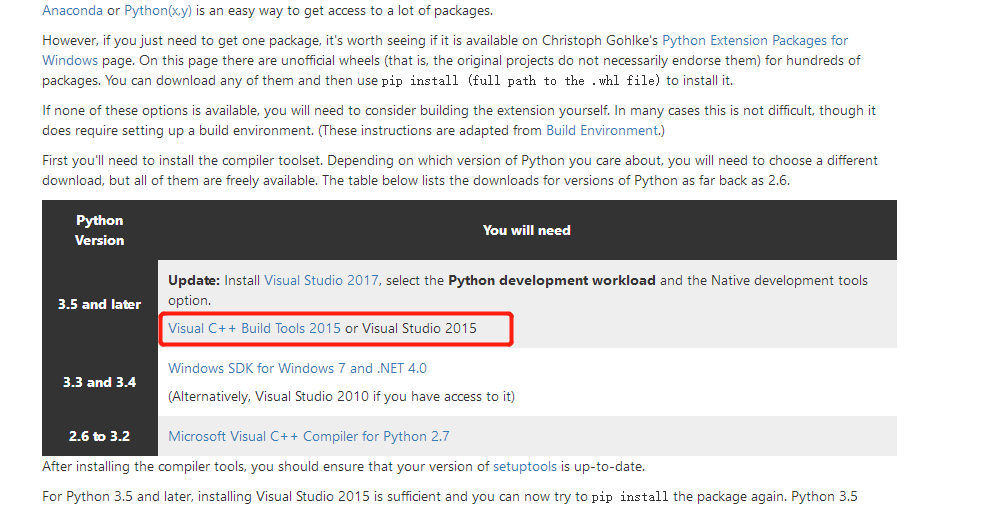 Anaconda or Python(x,y) is an easy way to get access to a lot of packages.
However, if you just need to get one package, it's worth seeing if it is available on Christoph Gohlke's Python Extension Packages for
Windows page. On this page there are unofficial wheels (that is, the original projects do not necessarily endorse them) for hundreds of
packages. You can download any of them and then use pip install (full path to the .whl file) to install it.
If none of these options is available, you will need to consider building the extension yourself. In many cases this is not difficult, though it
does require setting up a build environment. (These instructions are adapted from Build Environment.)
First you'll need to install the compiler toolset. Depending on which version of Python you care about, you will need to choose a different
download, but all of them are freely available. The table below lists the downloads for versions of Python as far back as 2.6.
Python
Version
You will need
3.5 and later
Update: Install Visual Studio 2017, select the Python development workload and the Native development tools
option.
Visual C++ Build Tools 2015 or Visual Studio 2015
3.3 and 3.4
Windows SDK for Windows 7 and .NET 4.0
(Alternatively, Visual Studio 2010 if you have access to it)
2.6 to 3.2
Microsoft Visual C++ Compiler for Python 2.7
After installing the compiler tools, you should ensure that your version of setuptools is up-to-date.
For Python 3.5 and later, installing Visual Studio 2015 is sufficient and you can now try to pip install the package again. Python 3.5